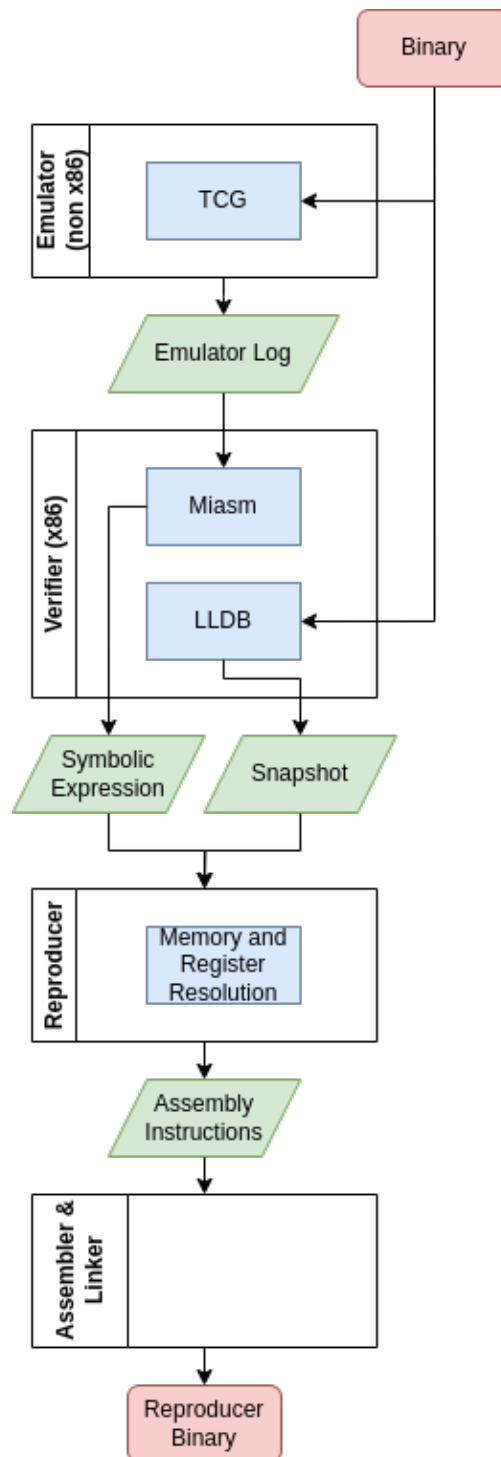 Binary
Emulator
(non x86)
TCG
Emulator Log
Verifier (x86)
Miasm
LLDB
Symbolic
Expression
Snapshot
Reproducer
Memory and
Register
Resolution
Assembly
Instructions
Assembler &
Linker
Reproducer
Binary